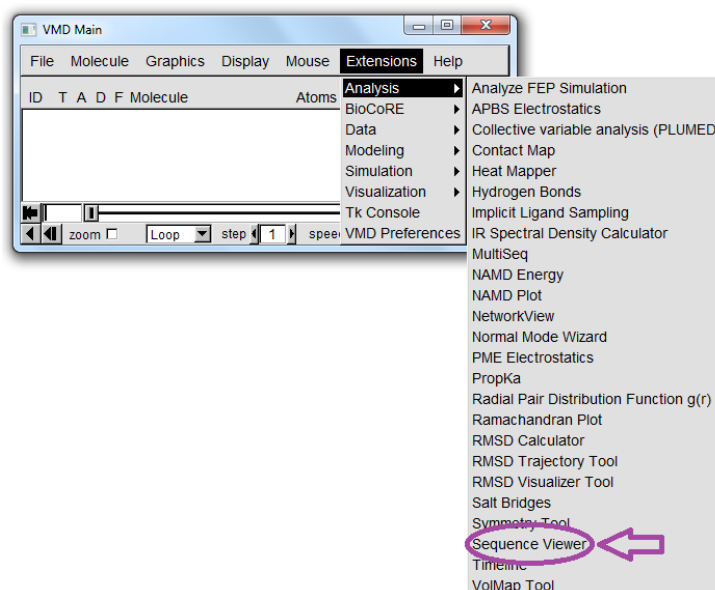 VMD Main
File Molecule Graphics Display Mouse Extensions Help
ID T A D F Molecule Atoms
zoom Loop step 1 spee
Analysis
BioCoRE
Data
Modeling
Simulation
Visualization
Tk Console
VMD Preferences
Analyze FEP Simulation
APBS Electrostatics
Collective variable analysis (PLUMED
Contact Map
Heat Mapper
Hydrogen Bonds
Implicit Ligand Sampling
IR Spectral Density Calculator
MultiSeq
NAMD Energy
NAMD Plot
NetworkView
Normal Mode Wizard
PME Electrostatics
PropKa
Radial Pair Distribution Function g(r)
Ramachandran Plot
RMSD Calculator
RMSD Trajectory Tool
RMSD Visualizer Tool
Salt Bridges
Symmetry Tool
Sequence Viewer
Timeline
VolMap Tool